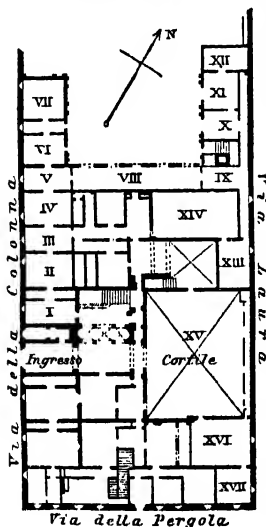 N
XII
VII
XI
X
VI
V
VIII
IX
IV
XIV
III
II
XIII
I
XV
Ingresso
Cortile
XVI
XVII
Via della Colonna
Via Laura
Via della Pergola